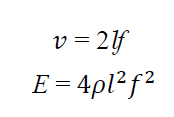 v = 2lf
E = 4ρl²f²